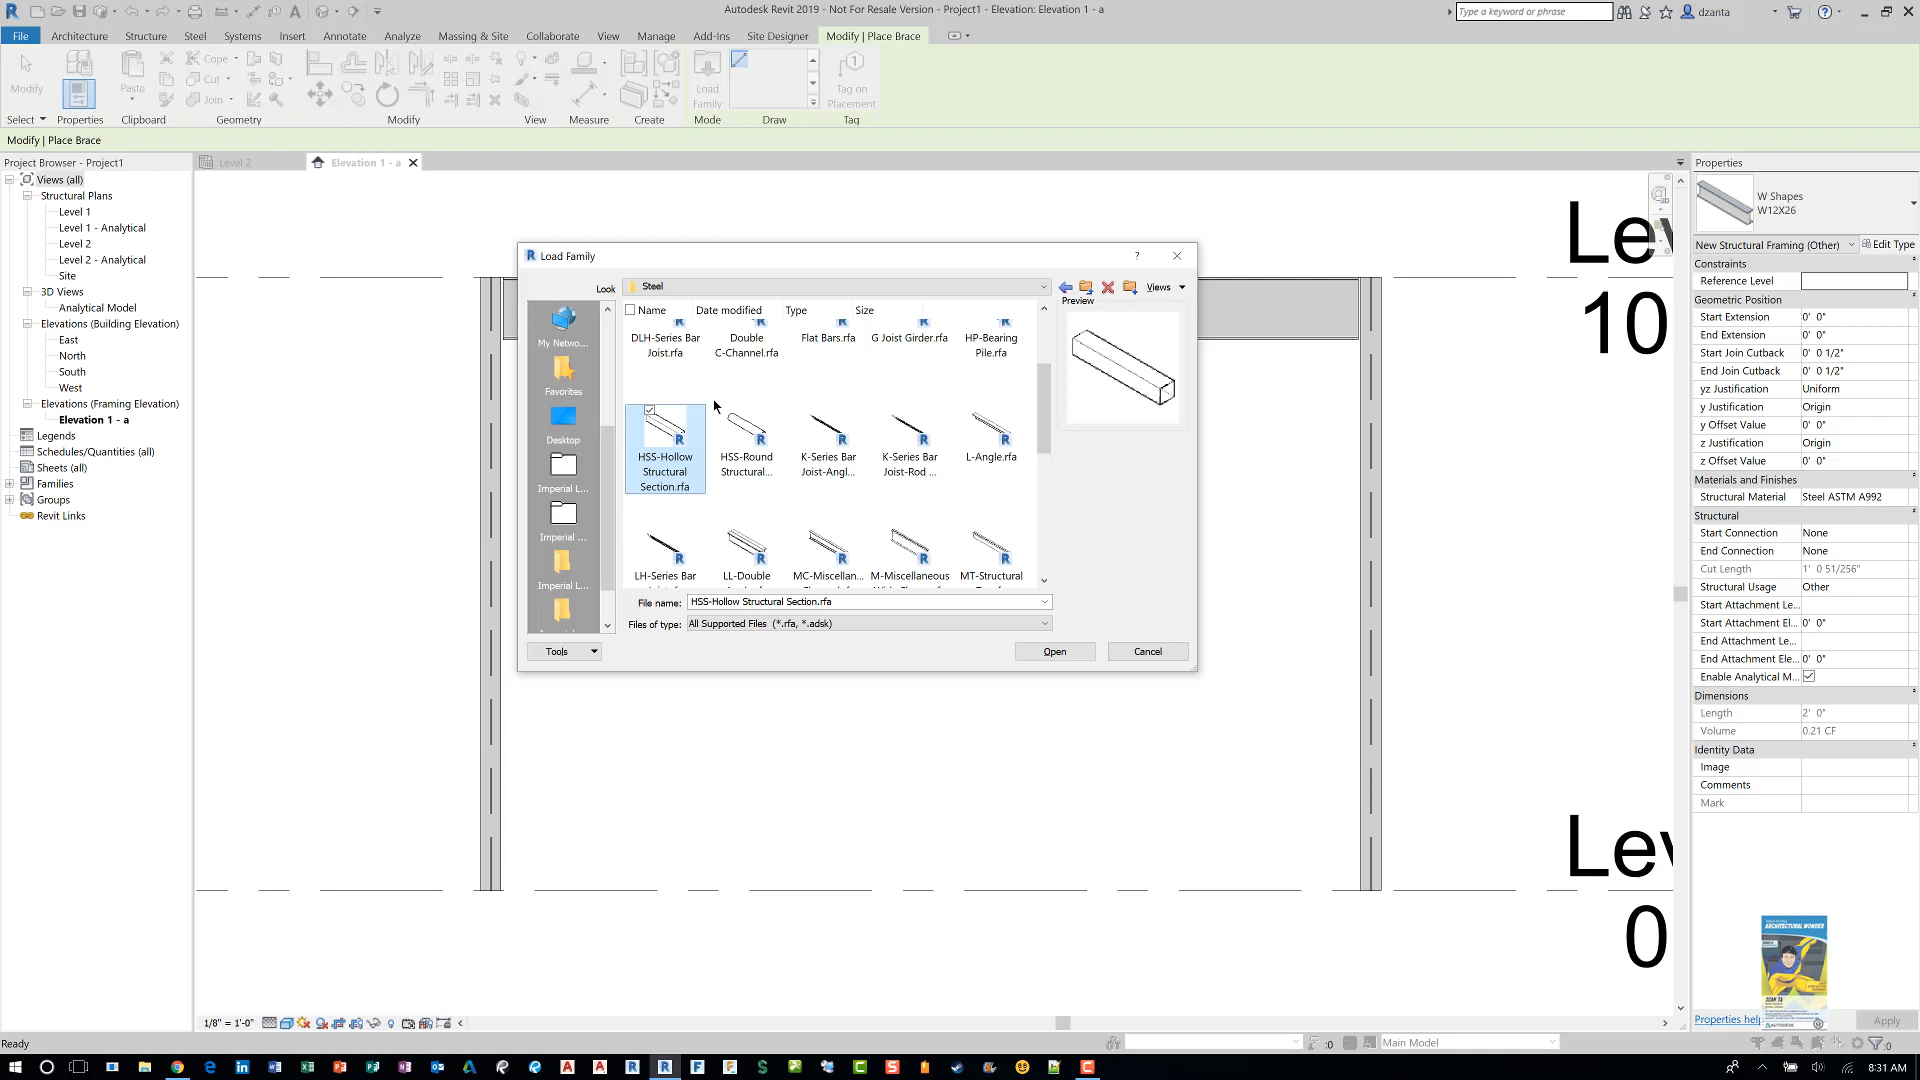 Autodesk Revit 2019 - Not For Resale Version - Project1 - Elevation: Elevation 1 - a
Type a keyword or phrase
dzanta
File Architecture Structure Steel Systems Insert Annotate Analyze Massing & Site Collaborate View Manage Add-Ins Site Designer Modify | Place Brace
Modify
Paste
Cope
Cut
Join
Load
Family
Tag on
Placement
Select Properties Clipboard Geometry Modify View Measure Create Mode Draw Tag
Modify | Place Brace
Project Browser - Project1
Views (all)
Structural Plans
Level 1
Level 1 - Analytical
Level 2
Level 2 - Analytical
Site
3D Views
Analytical Model
Elevations (Building Elevation)
East
North
South
West
Elevations (Framing Elevation)
Elevation 1 - a
Legends
Schedules/Quantities (all)
Sheets (all)
Families
Groups
Revit Links
Level 2
Elevation 1 - a
10
0
Load Family
Look
Steel
Views
Name Date modified Type Size
Preview
My Netwo...
Favorites
Desktop
Imperial L...
Imperial ...
Imperial L...
DLH-Series Bar
Joist.rfa
Double
C-Channel.rfa
Flat Bars.rfa
G Joist Girder.rfa
HP-Bearing
Pile.rfa
HSS-Hollow
Structural
Section.rfa
HSS-Round
Structural...
K-Series Bar
Joist-Angl...
K-Series Bar
Joist-Rod ...
L-Angle.rfa
LH-Series Bar
LL-Double
MC-Miscellan...
M-Miscellaneous
MT-Structural
File name: HSS-Hollow Structural Section.rfa
Files of type: All Supported Files (*.rfa, *.adsk)
Tools
Open
Cancel
Properties
W Shapes
W12X26
New Structural Framing (Other)
Edit Type
Constraints
Reference Level
Geometric Position
Start Extension 0' 0"
End Extension 0' 0"
Start Join Cutback 0' 0 1/2"
End Join Cutback 0' 0 1/2"
yz Justification Uniform
y Justification Origin
y Offset Value 0' 0"
z Justification Origin
z Offset Value 0' 0"
Materials and Finishes
Structural Material Steel ASTM A992
Structural
Start Connection None
End Connection None
Cut Length 1' 0 51/256"
Structural Usage Other
Start Attachment Le...
Start Attachment El... 0' 0"
End Attachment Le...
End Attachment Ele... 0' 0"
Enable Analytical M...
Dimensions
Length 2' 0"
Volume 0.21 CF
Identity Data
Image
Comments
Mark
ARCHITECTURAL WONDER
AUTODESK
Properties help
Apply
1/8" = 1'-0"
Ready
:0
Main Model
:0
8:31 AM